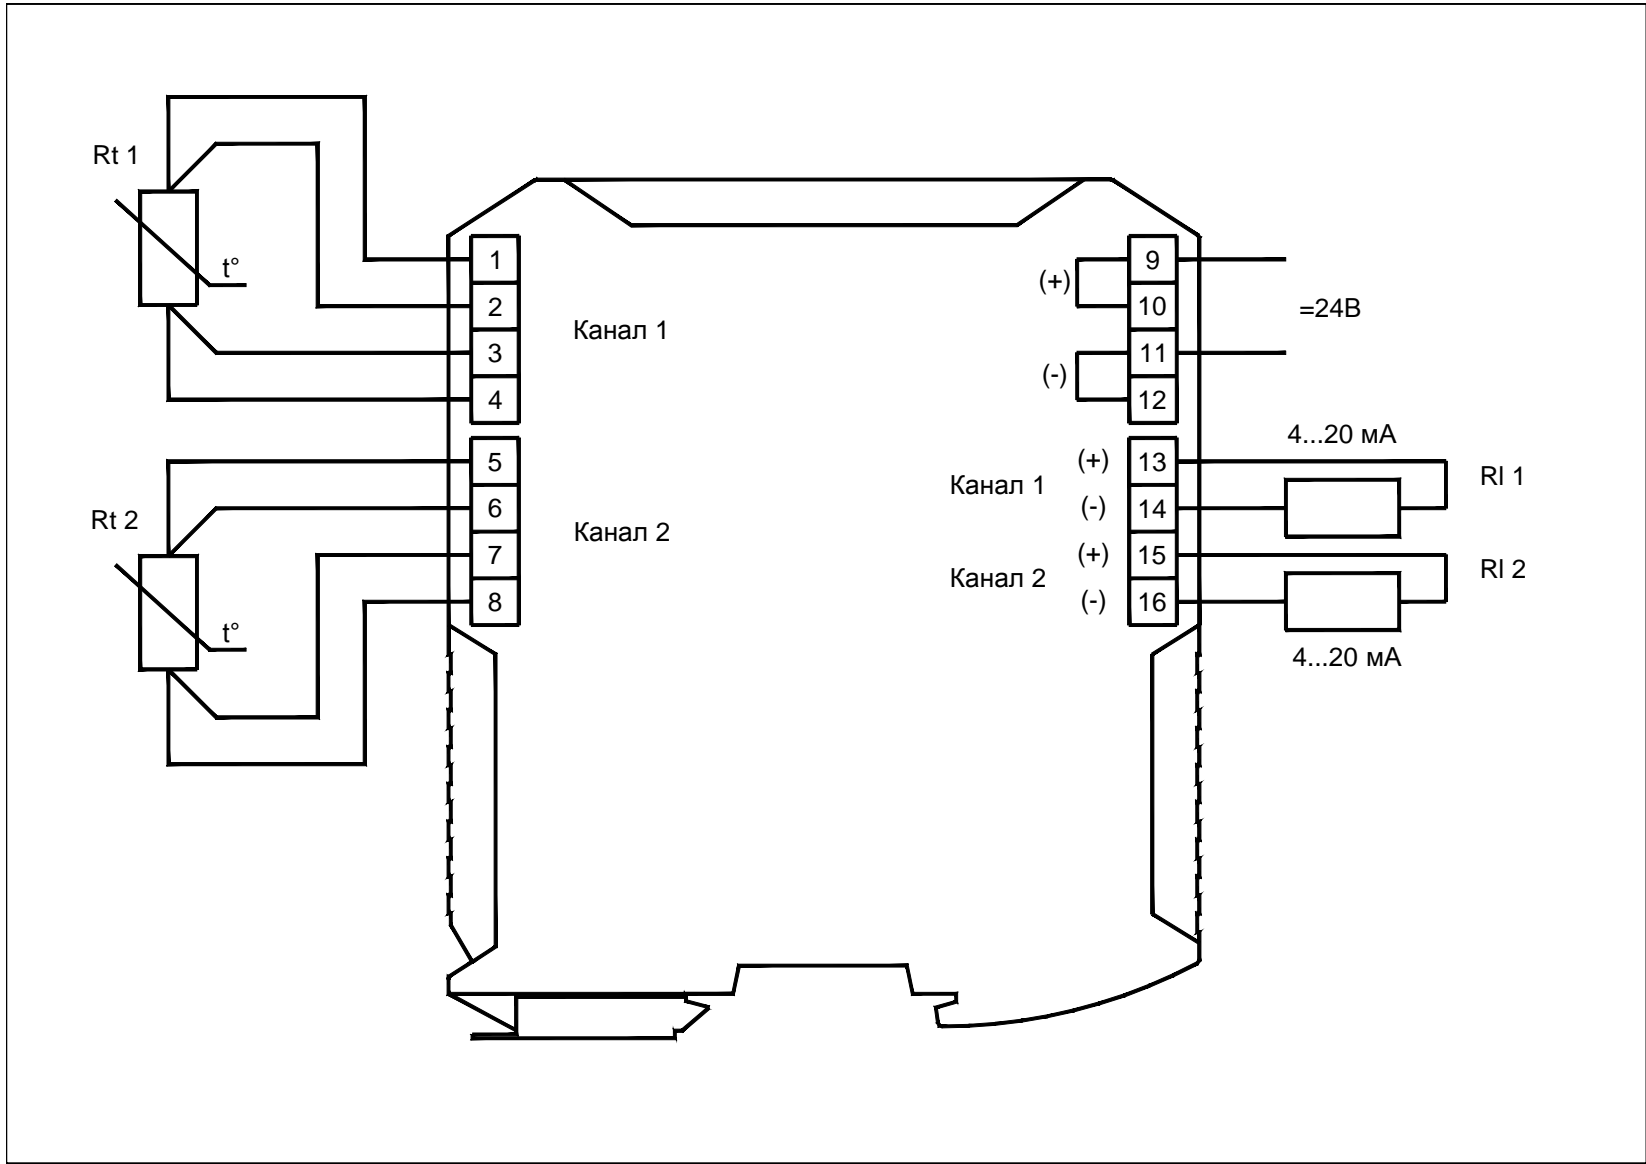 Rt 1
t°
1
2
3
4
Канал 1
Rt 2
t°
5
6
7
8
Канал 2
(+)
9
10
(-)
11
12
=24В
Канал 1
(+)
13
(-)
14
4...20 мА
Rl 1
Канал 2
(+)
15
(-)
16
Rl 2
4...20 мА